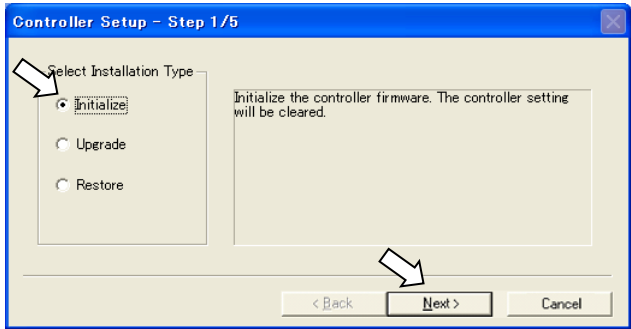 Controller Setup - Step 1/5
Select Installation Type
Initialize
Initialize the controller firmware. The controller setting
will be cleared.
Upgrade
Restore
< Back
Next >
Cancel